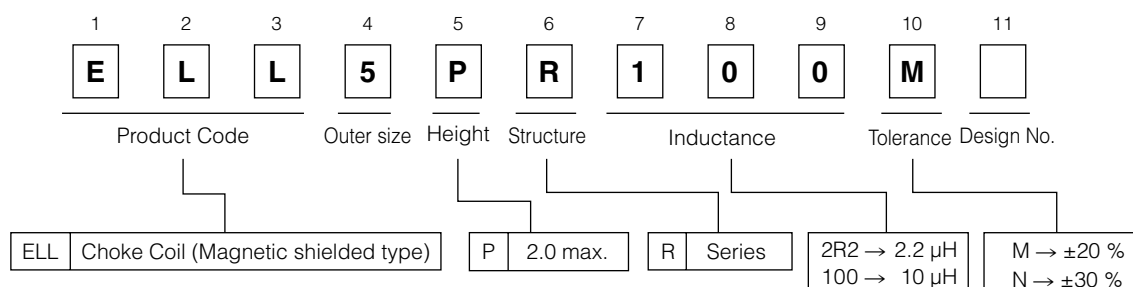 1 2 3 4 5 6 7 8 9 10 11
E L L 5 P R 1 0 0 M
Product Code Outer size Height Structure Inductance Tolerance Design No.
ELL Choke Coil (Magnetic shielded type) P 2.0 max. R Series 2R2 → 2.2 μH M → ±20 %
100 → 10 μH N → ±30 %